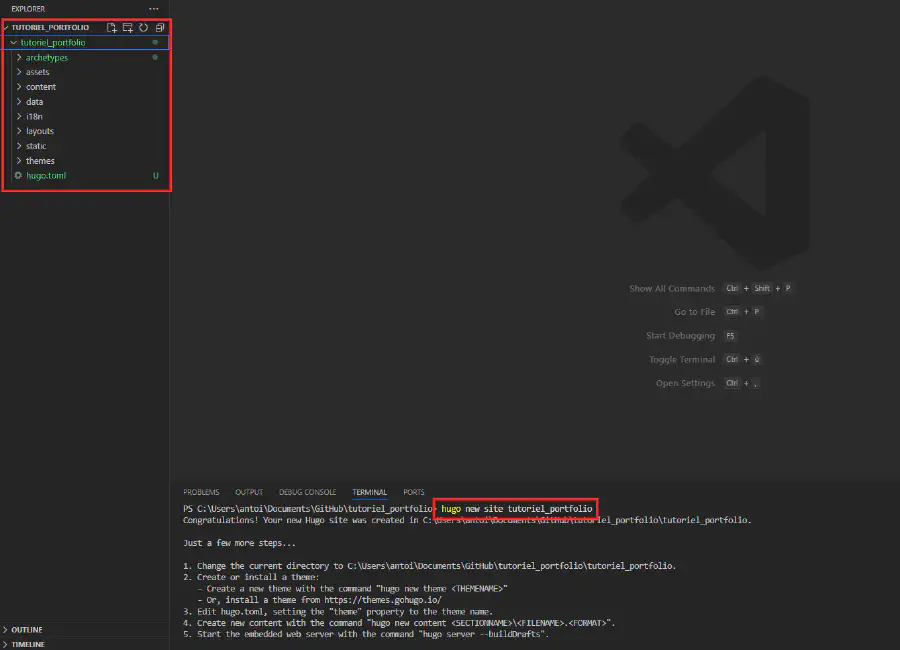 EXPLORER
TUTORIEL_PORTFOLIO
tutoriel_portfolio
archetypes
assets
content
data
i18n
layouts
static
themes
hugo.toml U
OUTLINE
TIMELINE
Show All Commands Ctrl + Shift + P
Go to File Ctrl + P
Start Debugging F5
Toggle Terminal Ctrl + ù
Open Settings Ctrl + ,
PROBLEMS OUTPUT DEBUG CONSOLE TERMINAL PORTS
PS C:\Users\antoi\Documents\GitHub\tutoriel_portfolio> hugo new site tutoriel_portfolio
Congratulations! Your new Hugo site was created in C:\Users\antoi\Documents\GitHub\tutoriel_portfolio\tutoriel_portfolio.
Just a few more steps...
1. Change the current directory to C:\Users\antoi\Documents\GitHub\tutoriel_portfolio\tutoriel_portfolio.
2. Create or install a theme:
- Create a new theme with the command "hugo new theme <THEMENAME>"
- Or, install a theme from https://themes.gohugo.io/
3. Edit hugo.toml, setting the "theme" property to the theme name.
4. Create new content with the command "hugo new content <SECTIONNAME>\<FILENAME>.<FORMAT>".
5. Start the embedded web server with the command "hugo server --buildDrafts".